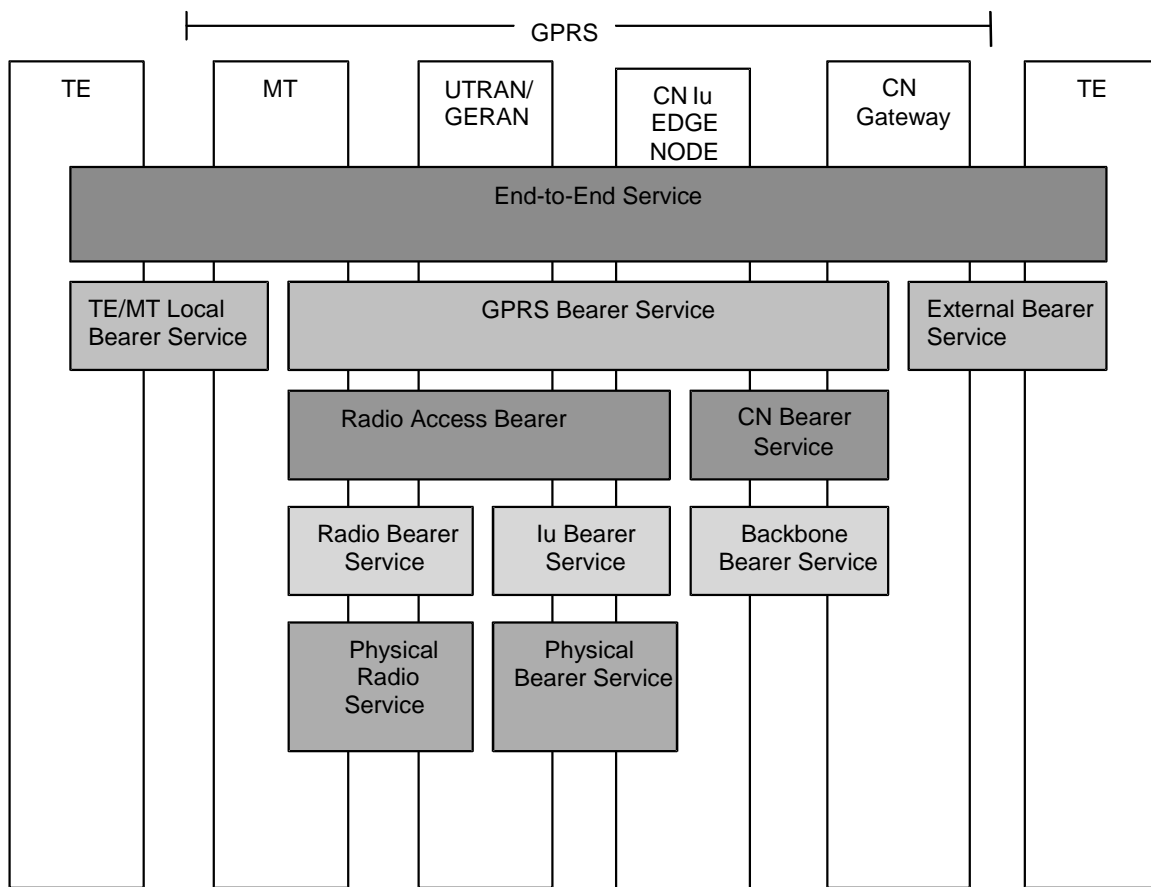 GPRS
TE
MT
UTRAN/
GERAN
CN Iu
EDGE
NODE
CN
Gateway
TE
End-to-End Service
TE/MT Local
Bearer Service
GPRS Bearer Service
External Bearer
Service
Radio Access Bearer
CN Bearer
Service
Radio Bearer
Service
Iu Bearer
Service
Backbone
Bearer Service
Physical
Radio
Service
Physical
Bearer Service